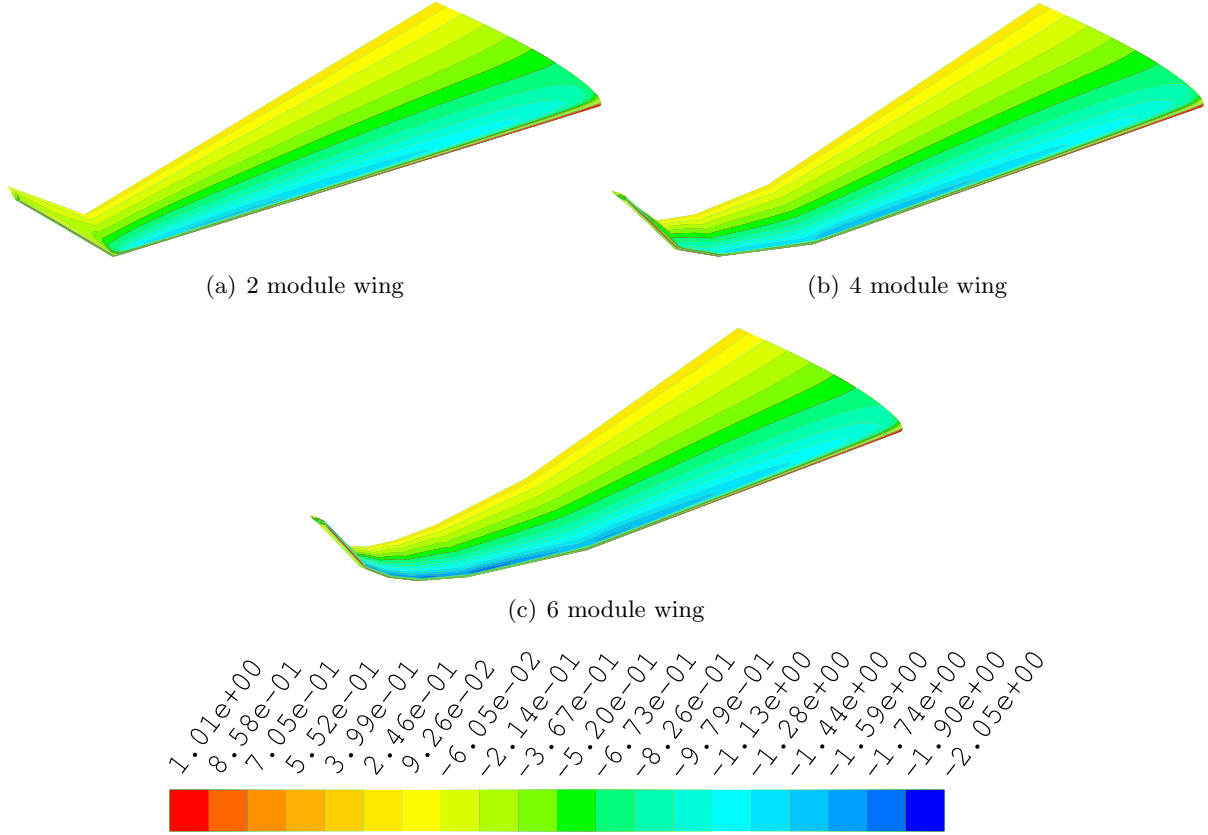 (a) 2 module wing
(b) 4 module wing
(c) 6 module wing
1.01e+00
8.58e-01
7.05e-01
5.52e-01
3.99e-01
2.46e-01
9.26e-02
-6.05e-02
-2.14e-01
-3.67e-01
-5.20e-01
-6.73e-01
-8.26e-01
-9.79e-01
-1.13e+00
-1.28e+00
-1.44e+00
-1.59e+00
-1.74e+00
-1.90e+00
-2.05e+00